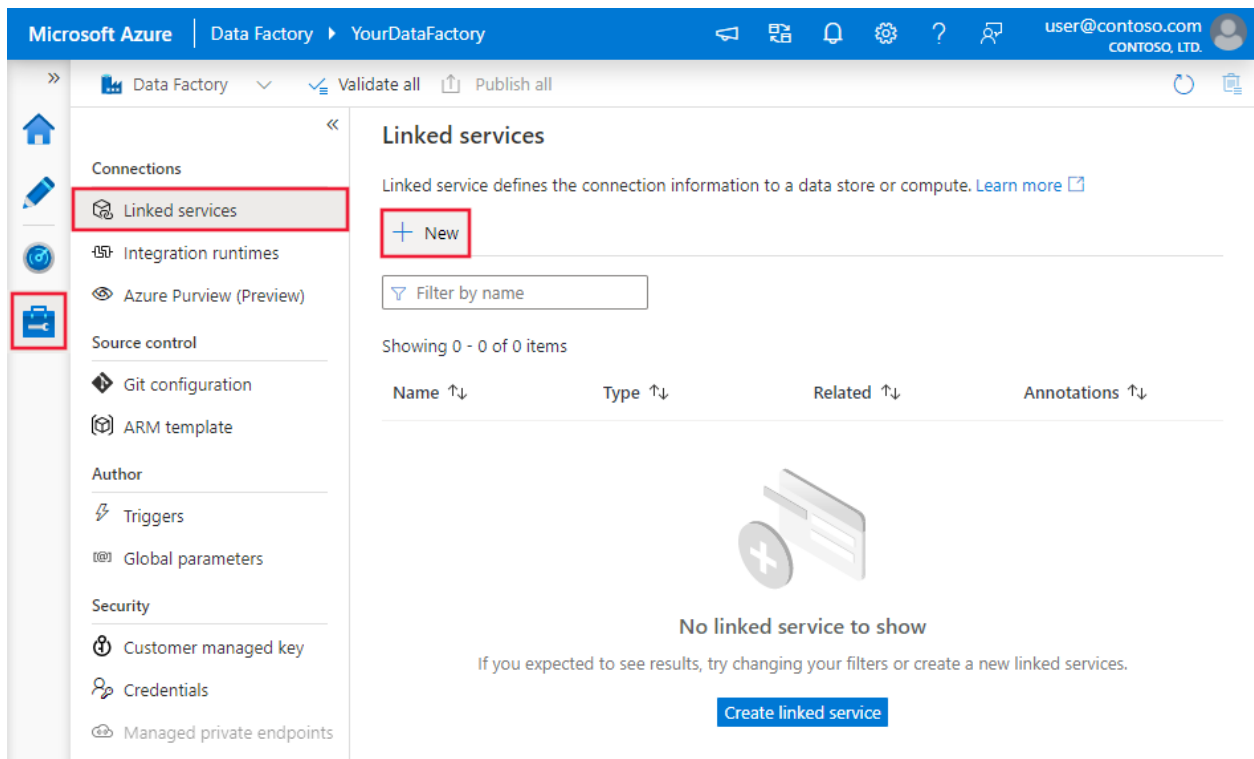 Microsoft Azure | Data Factory ▸ YourDataFactory
user@contoso.com
CONTOSO, LTD.
Data Factory
Validate all
Publish all
Connections
Linked services
Integration runtimes
Azure Purview (Preview)
Source control
Git configuration
ARM template
Author
Triggers
Global parameters
Security
Customer managed key
Credentials
Managed private endpoints
Linked services
Linked service defines the connection information to a data store or compute. Learn more
+ New
Filter by name
Showing 0 - 0 of 0 items
Name ↑↓ Type ↑↓ Related ↑↓ Annotations ↑↓
No linked service to show
If you expected to see results, try changing your filters or create a new linked services.
Create linked service